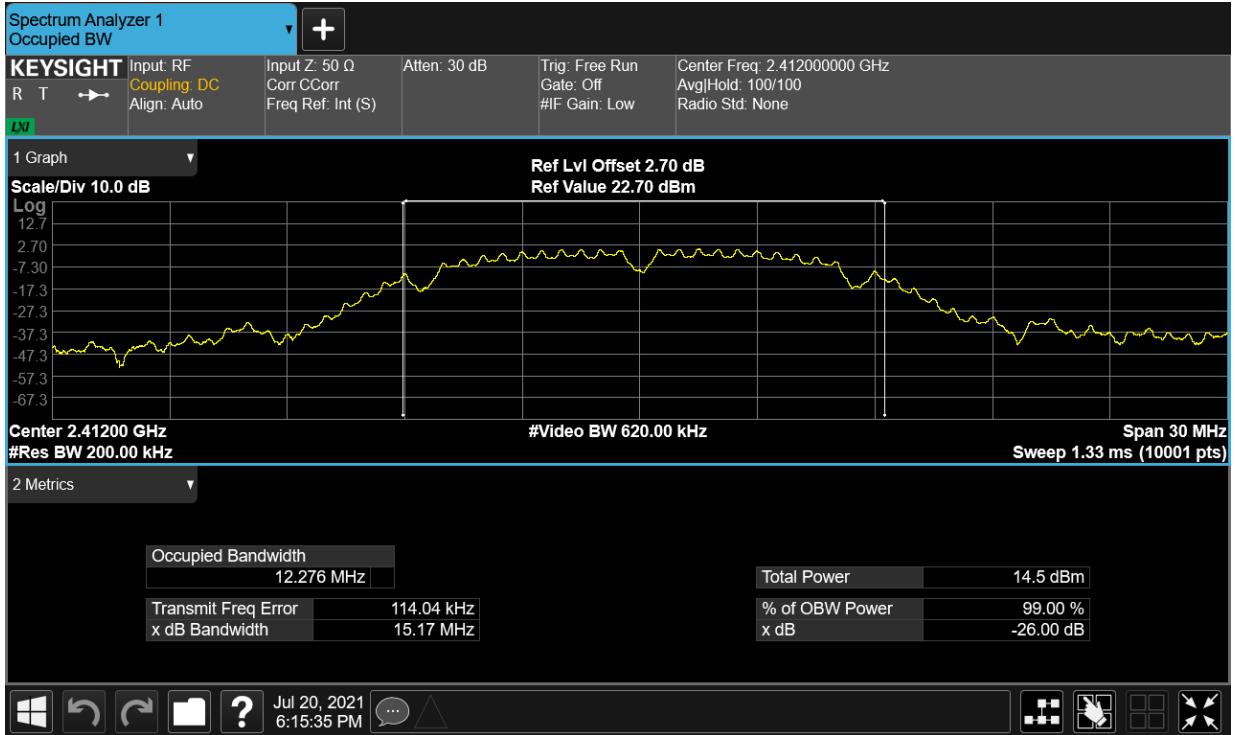 Spectrum Analyzer 1
Occupied BW
KEYSIGHT
R T
LXI
Input: RF
Coupling: DC
Align: Auto
Input Z: 50 Ω
Corr CCorr
Freq Ref: Int (S)
Atten: 30 dB
Trig: Free Run
Gate: Off
#IF Gain: Low
Center Freq: 2.412000000 GHz
Avg|Hold: 100/100
Radio Std: None
1 Graph
Scale/Div 10.0 dB
Ref Lvl Offset 2.70 dB
Ref Value 22.70 dBm
Log
12.7
2.70
-7.30
-17.3
-27.3
-37.3
-47.3
-57.3
-67.3
Center 2.41200 GHz
#Res BW 200.00 kHz
#Video BW 620.00 kHz
Span 30 MHz
Sweep 1.33 ms (10001 pts)
2 Metrics
Occupied Bandwidth
12.276 MHz
Transmit Freq Error 114.04 kHz
x dB Bandwidth 15.17 MHz
Total Power 14.5 dBm
% of OBW Power 99.00 %
x dB -26.00 dB
?
Jul 20, 2021
6:15:35 PM